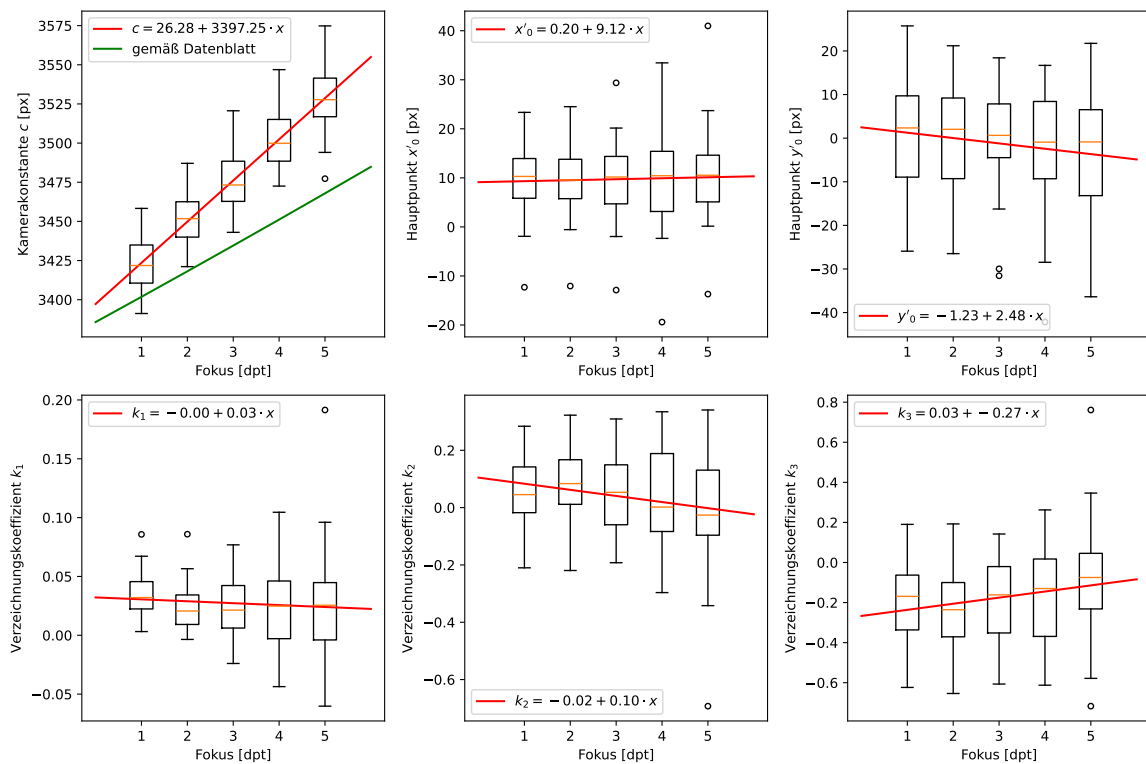 c = 26.28 + 3397.25 · x
gemäß Datenblatt
3577
3550
3525
3500
3475
3450
3425
3400
Kamerakonstante c [px]
1 2 3 4 5
Fokus [dpt]
x'₀ = 0.20 + 9.12 · x
40
30
20
10
0
−10
−20
Hauptpunkt x'₀ [px]
1 2 3 4 5
Fokus [dpt]
20
10
0
−10
−20
−30
−40
Hauptpunkt y'₀ [px]
y'₀ = −1.23 + 2.48 · x
1 2 3 4 5
Fokus [dpt]
k₁ = −0.00 + 0.03 · x
0.20
0.15
0.10
0.05
0.00
−0.05
Verzeichnungskoeffizient k₁
1 2 3 4 5
Fokus [dpt]
0.2
0.0
−0.2
−0.4
−0.6
Verzeichnungskoeffizient k₂
k₂ = −0.02 + 0.10 · x
1 2 3 4 5
Fokus [dpt]
k₃ = 0.03 + −0.27 · x
0.8
0.6
0.4
0.2
0.0
−0.2
−0.4
−0.6
Verzeichnungskoeffizient k₃
1 2 3 4 5
Fokus [dpt]